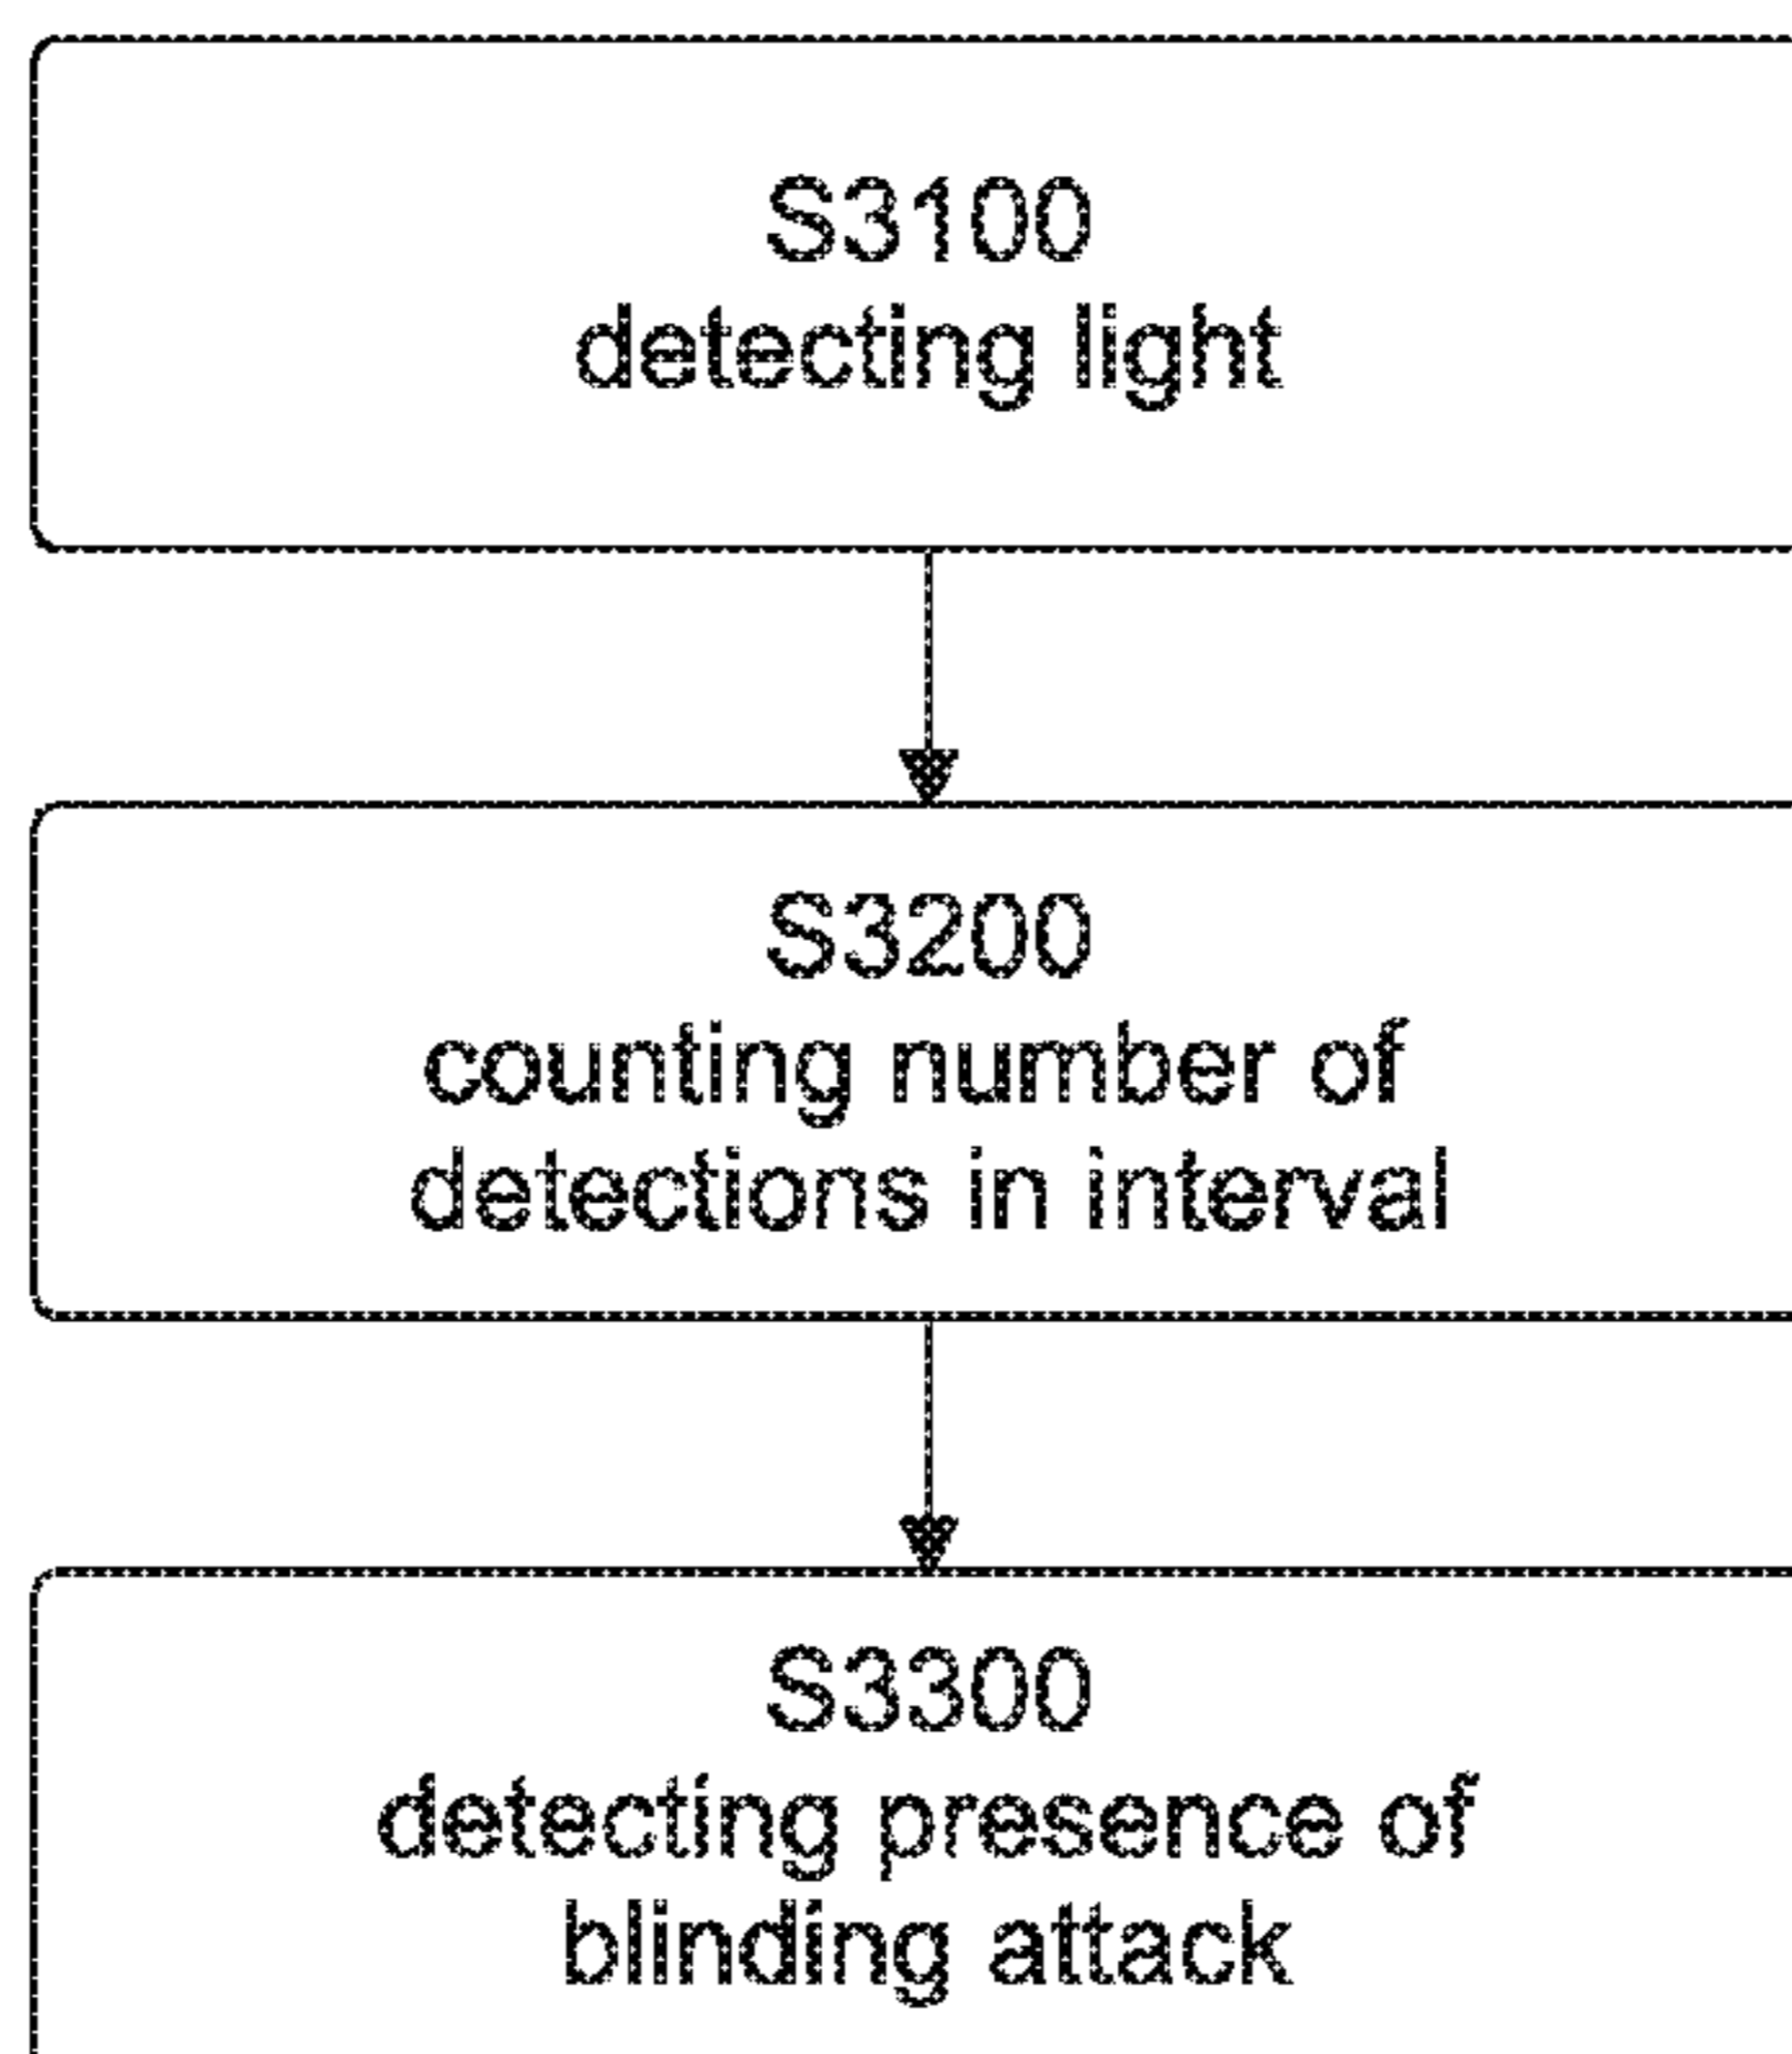 S3100
detecting light
S3200
counting number of
detections in interval
S3300
detecting presence of
blinding attack